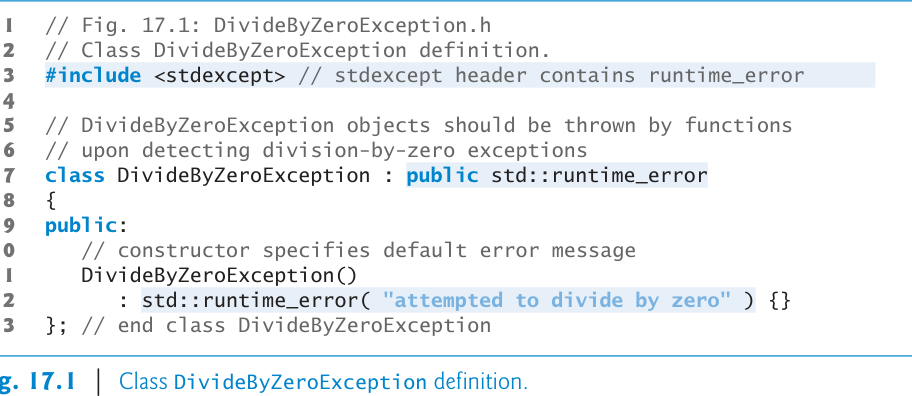 1 // Fig. 17.1: DivideByZeroException.h
2 // Class DivideByZeroException definition.
3 #include <stdexcept> // stdexcept header contains runtime_error
4
5 // DivideByZeroException objects should be thrown by functions
6 // upon detecting division-by-zero exceptions
7 class DivideByZeroException : public std::runtime_error
8 {
9 public:
0    // constructor specifies default error message
1    DivideByZeroException()
2       : std::runtime_error( "attempted to divide by zero" ) {}
3 }; // end class DivideByZeroException
g. 17.1 | Class DivideByZeroException definition.